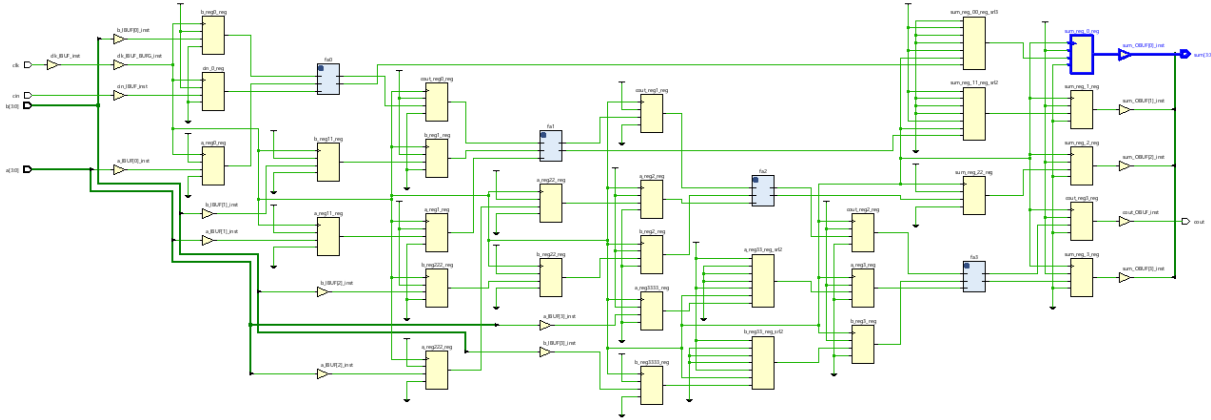 b_reg0_reg
b_IBUF[0]_inst
clk_IBUF_inst
clk_IBUF_BUFG_inst
clk
cin_0_reg
cin
cin_IBUF_inst
b[3:0]
a_reg0_reg
a[3:0]
a_IBUF[0]_inst
fa0
b_reg11_reg
b_IBUF[1]_inst
a_reg11_reg
a_IBUF[1]_inst
b_IBUF[2]_inst
a_IBUF[2]_inst
cout_reg0_reg
b_reg1_reg
a_reg1_reg
b_reg222_reg
a_reg222_reg
fa1
a_reg22_reg
b_reg22_reg
a_IBUF[3]_inst
b_IBUF[3]_inst
cout_reg1_reg
a_reg2_reg
b_reg2_reg
a_reg3333_reg
b_reg3333_reg
fa2
a_reg33_reg_srl2
b_reg33_reg_srl2
cout_reg2_reg
a_reg3_reg
b_reg3_reg
sum_reg_00_reg_srl3
sum_reg_11_reg_srl2
sum_reg_22_reg
fa3
sum_reg_0_reg
sum_reg_1_reg
sum_reg_2_reg
cout_reg3_reg
sum_reg_3_reg
sum_OBUF[0]_inst
sum[3:0]
sum_OBUF[1]_inst
sum_OBUF[2]_inst
cout_OBUF_inst
cout
sum_OBUF[3]_inst